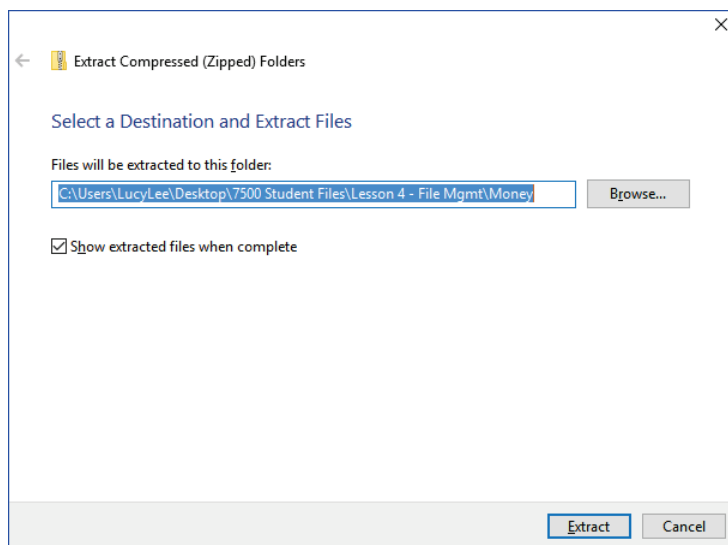 Extract Compressed (Zipped) Folders
Select a Destination and Extract Files
Files will be extracted to this folder:
C:\Users\LucyLee\Desktop\7500 Student Files\Lesson 4 - File Mgmt\Money
Browse...
Show extracted files when complete
Extract Cancel